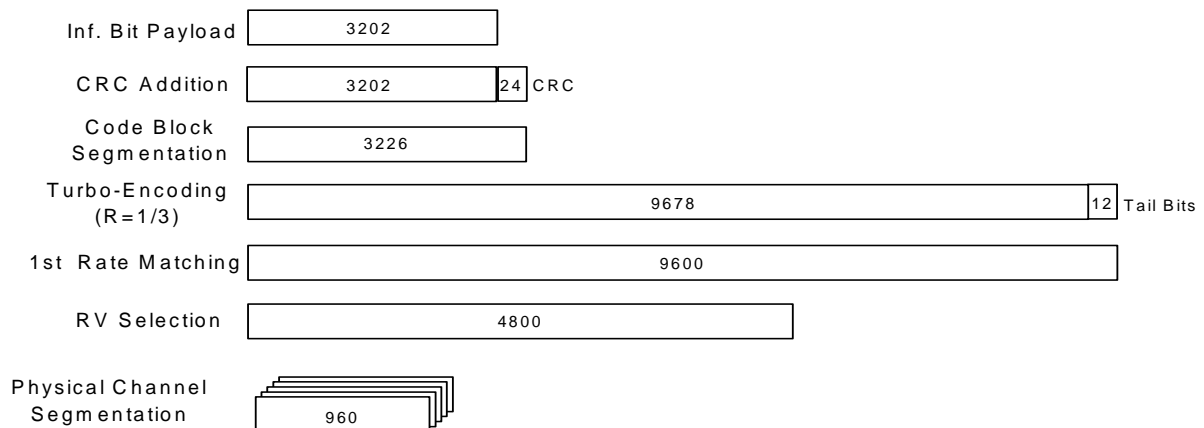 Inf. Bit Payload 3202
CRC Addition 3202 24 CRC
Code Block
Segmentation 3226
Turbo-Encoding
(R=1/3) 9678 12 Tail Bits
1st Rate Matching 9600
RV Selection 4800
Physical Channel
Segmentation 960